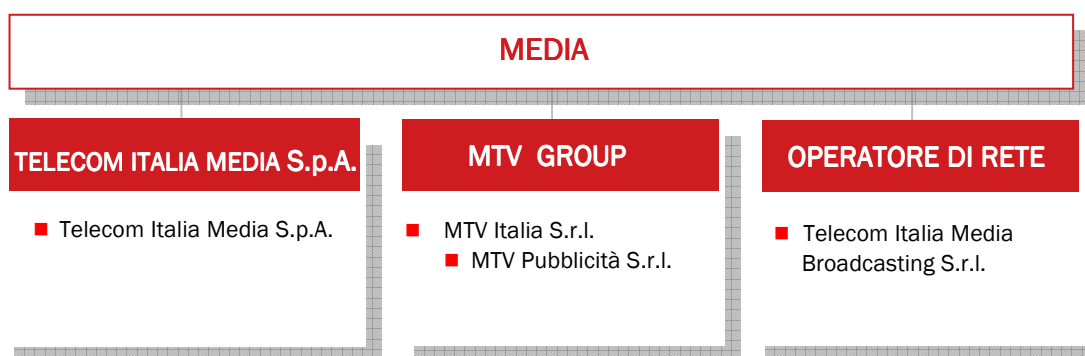 MEDIA
TELECOM ITALIA MEDIA S.p.A.
Telecom Italia Media S.p.A.
MTV GROUP
MTV Italia S.r.l.
MTV Pubblicità S.r.l.
OPERATORE DI RETE
Telecom Italia Media
Broadcasting S.r.l.